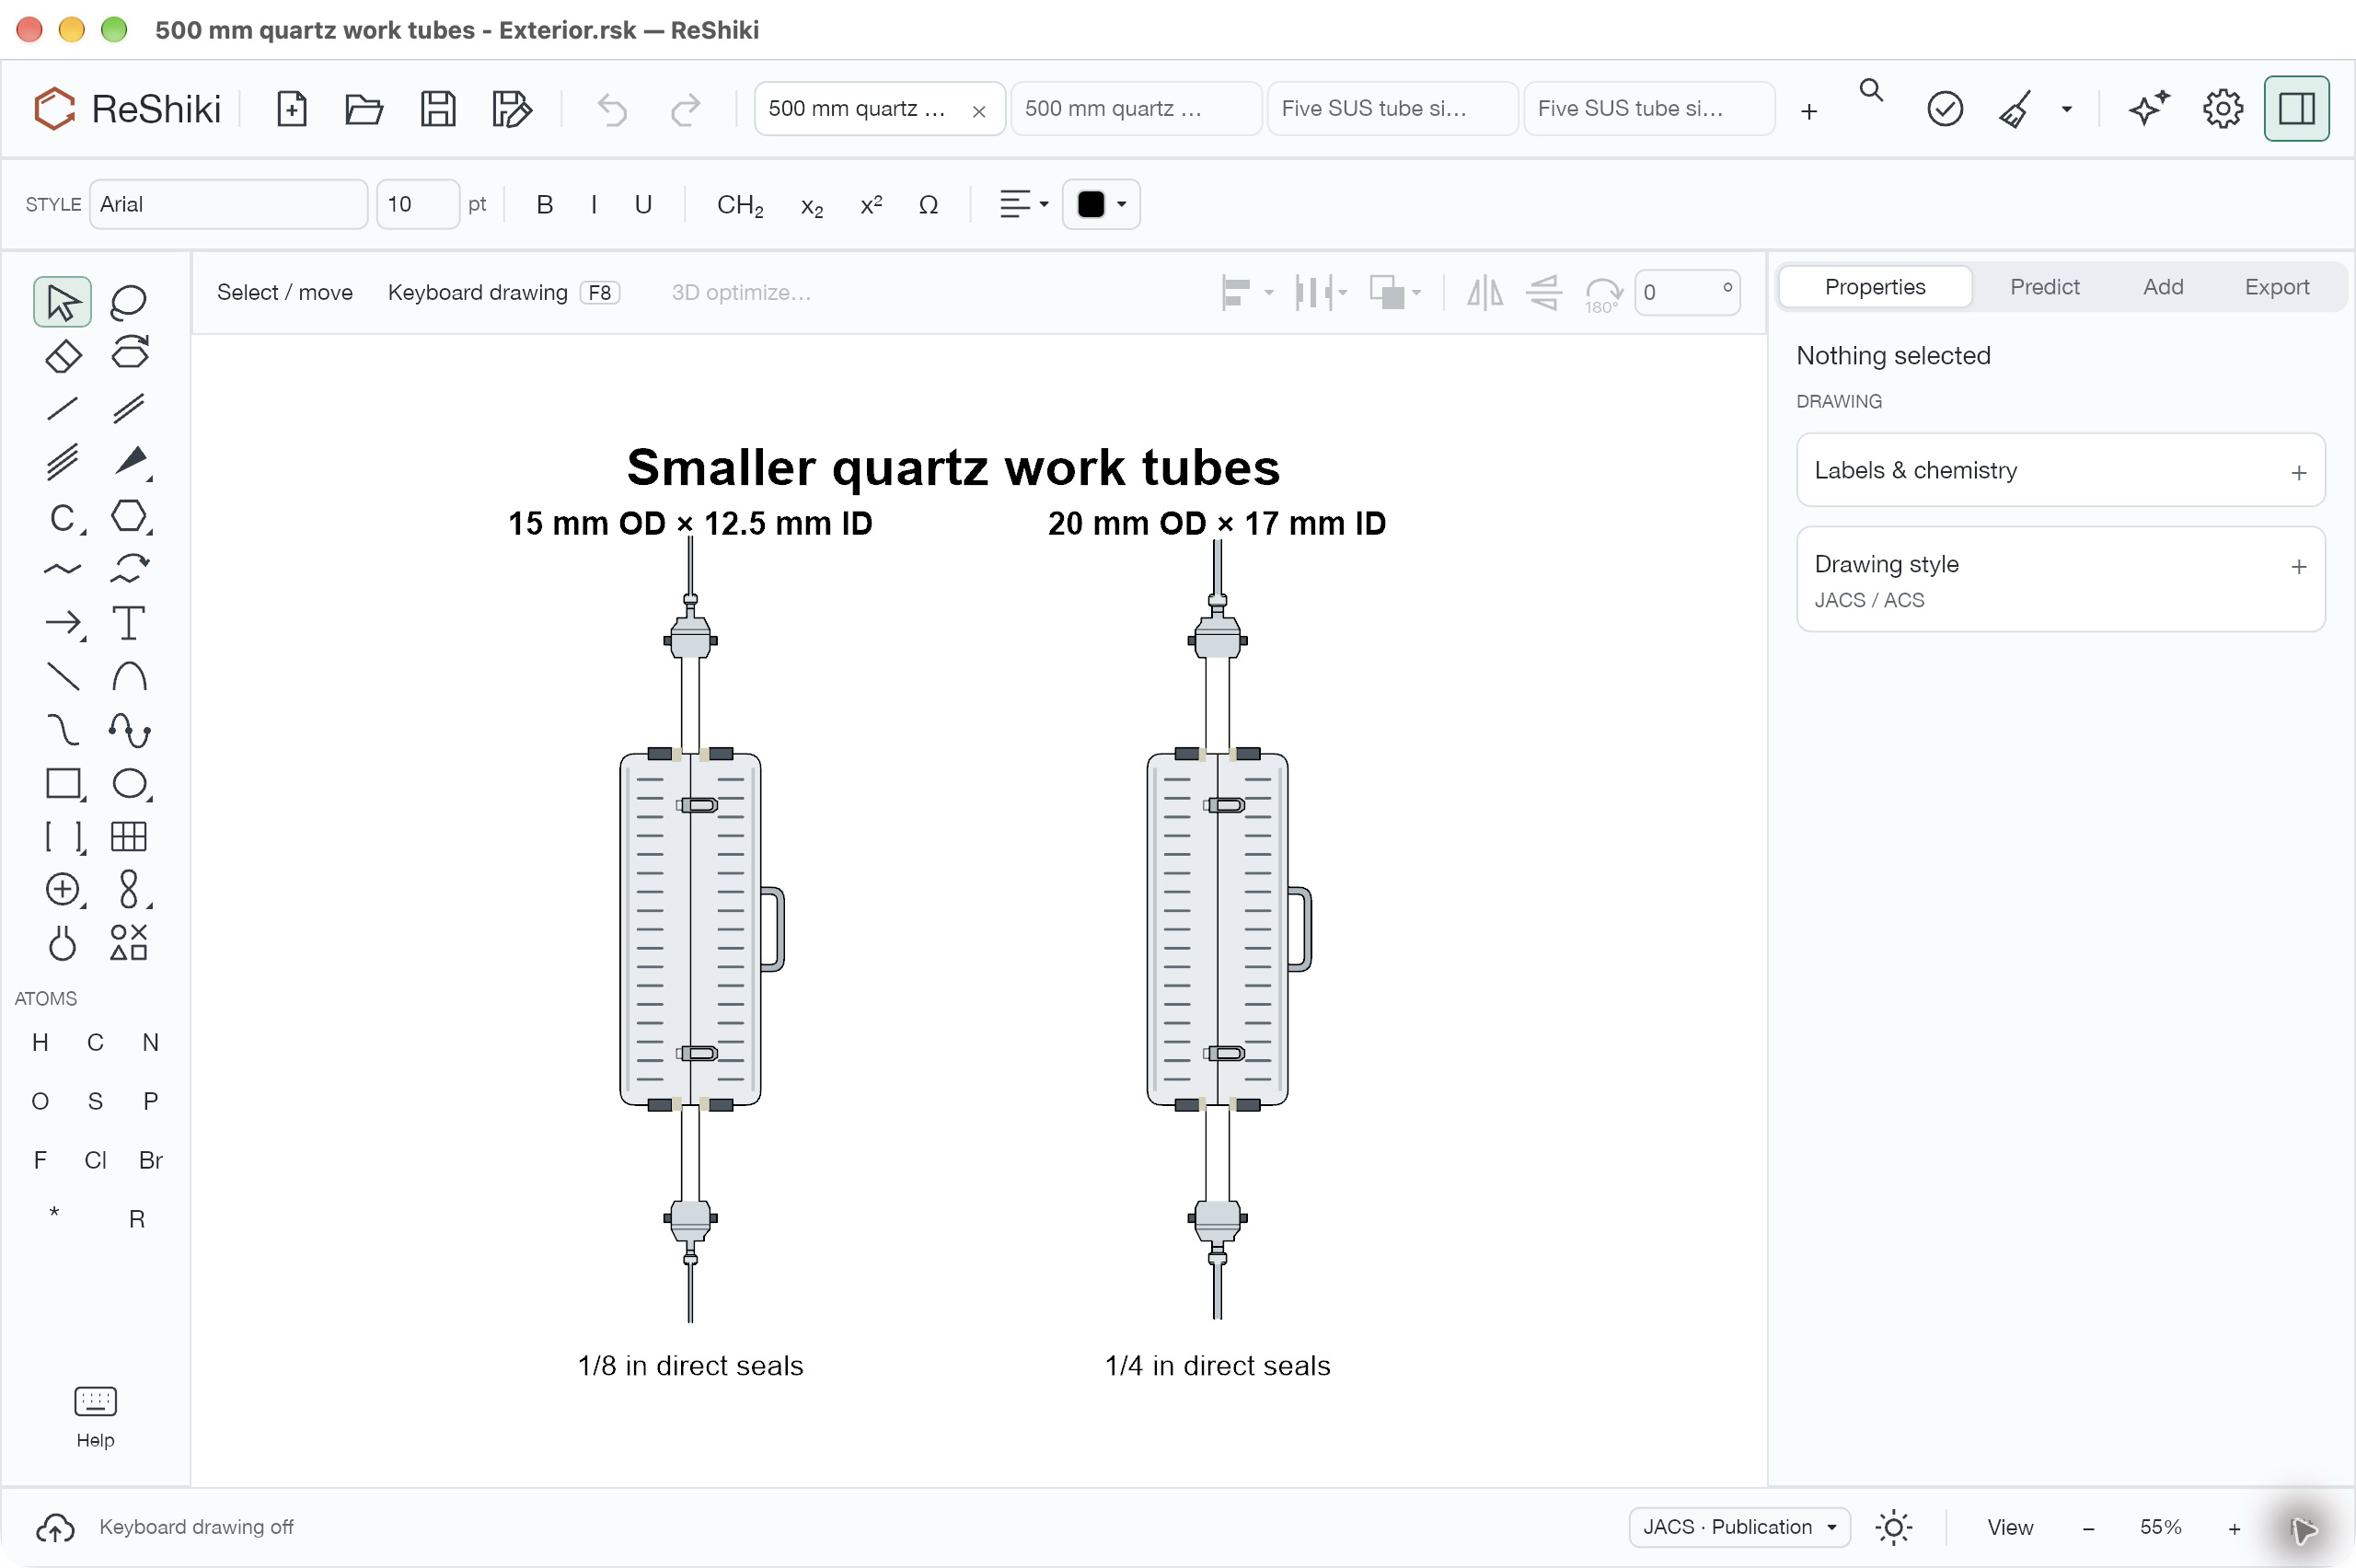 500 mm quartz work tubes - Exterior.rsk — ReShiki
ReShiki
500 mm quartz ...
500 mm quartz ...
Five SUS tube si...
Five SUS tube si...
STYLE
Arial
10
pt
B
I
U
CH₂
x₂
x²
Ω
Select / move
Keyboard drawing
F8
3D optimize...
180°
0
°
Properties
Predict
Add
Export
Nothing selected
DRAWING
Labels & chemistry
Drawing style
JACS / ACS
Smaller quartz work tubes
15 mm OD × 12.5 mm ID
20 mm OD × 17 mm ID
1/8 in direct seals
1/4 in direct seals
C
T
ATOMS
H C N
O S P
F Cl Br
* R
Help
Keyboard drawing off
JACS · Publication
View
−
55%
+